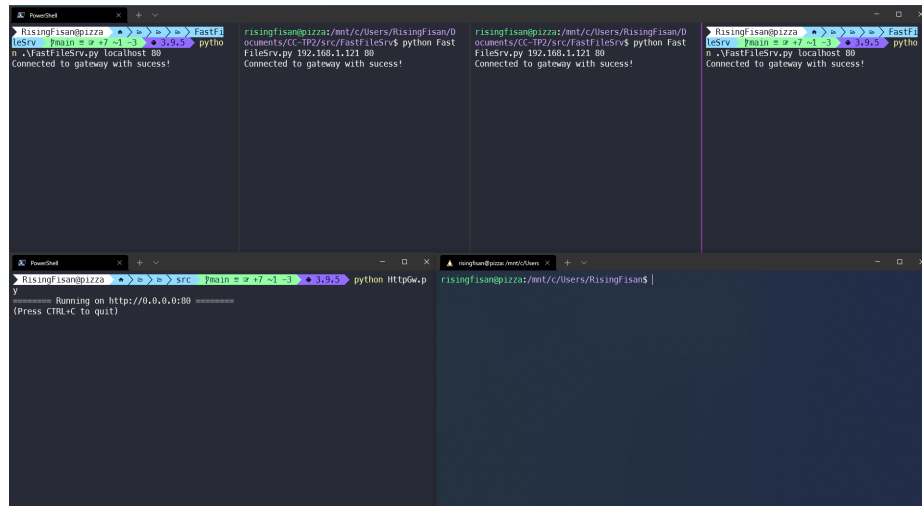 PowerShell
RisingFisan@pizza FastFi
leSrv main ≡ +7 ~1 -3 3.9.5 pytho
n .\FastFileSrv.py localhost 80
Connected to gateway with sucess!
risingfisan@pizza:/mnt/c/Users/RisingFisan/D
ocuments/CC-TP2/src/FastFileSrv$ python Fast
FileSrv.py 192.168.1.121 80
Connected to gateway with sucess!
risingfisan@pizza:/mnt/c/Users/RisingFisan/D
ocuments/CC-TP2/src/FastFileSrv$ python Fast
FileSrv.py 192.168.1.121 80
Connected to gateway with sucess!
RisingFisan@pizza FastFi
leSrv main ≡ +7 ~1 -3 3.9.5 pytho
n .\FastFileSrv.py localhost 80
Connected to gateway with sucess!
PowerShell
RisingFisan@pizza src main ≡ +7 ~1 -3 3.9.5 python HttpGw.p
y
======== Running on http://0.0.0.0:80 ========
(Press CTRL+C to quit)
risingfisan@pizza: /mnt/c/Users
risingfisan@pizza:/mnt/c/Users/RisingFisan$